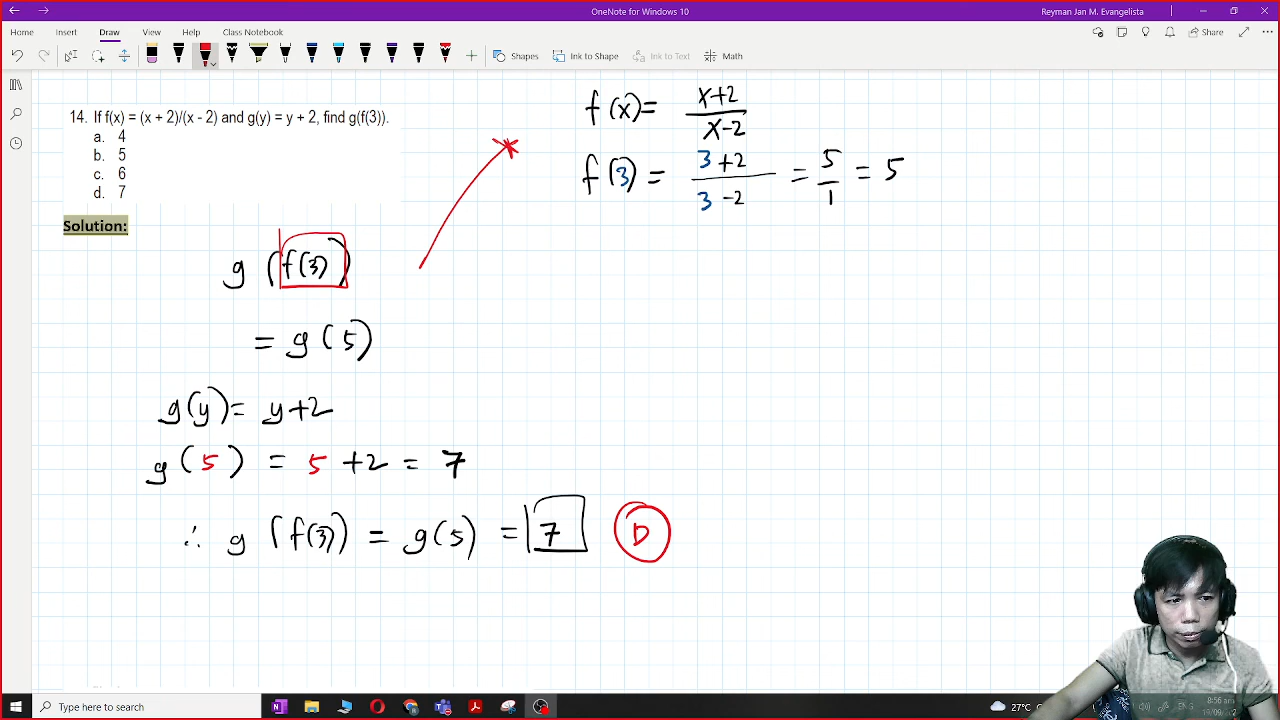 OneNote for Windows 10
Reyman Jan M. Evangelista
Home Insert Draw View Help Class Notebook
Share
Shapes Ink to Shape Ink to Text Math
14. If f(x) = (x + 2)/(x - 2) and g(y) = y + 2, find g(f(3)).
a. 4
b. 5
c. 6
d. 7
Solution:
f(x) = x+2 / x-2
f(3) = 3+2 / 3-2 = 5/1 = 5
g(f(3))
= g(5)
g(y) = y+2
g(5) = 5+2 = 7
∴ g(f(3)) = g(5) = 7 D
Type here to search
27°C
8:56